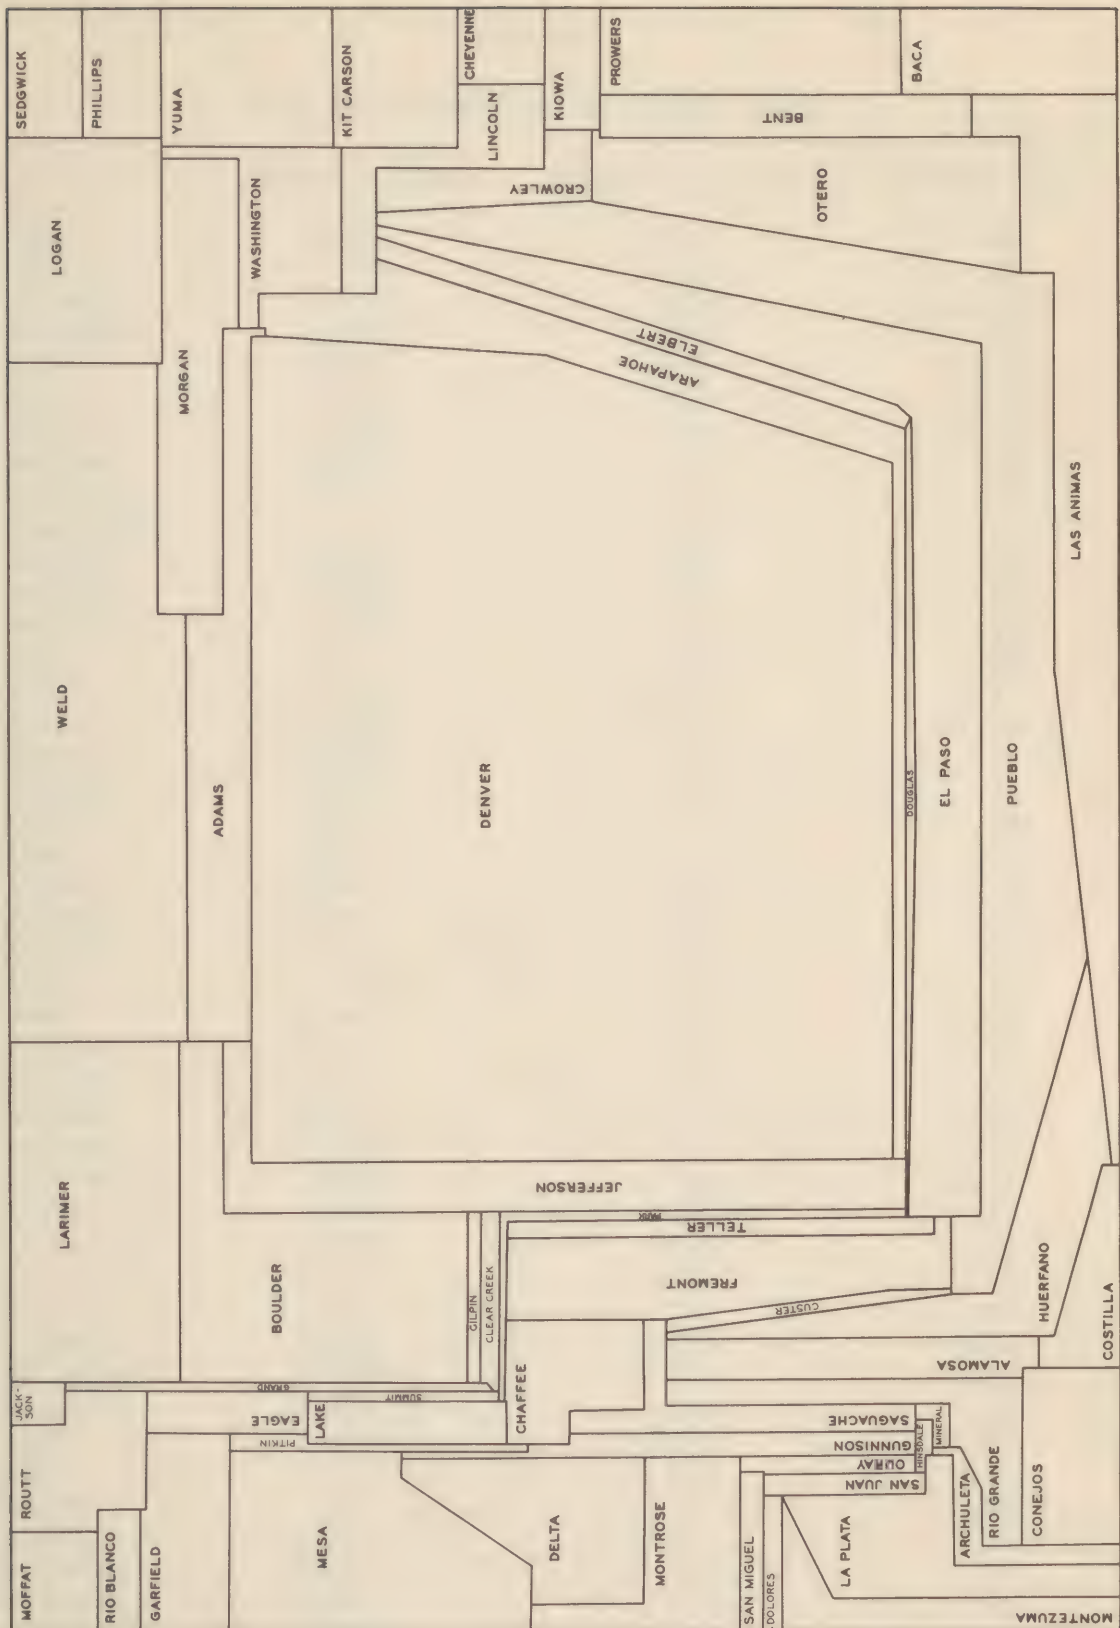 SEDGWICK
PHILLIPS
YUMA
KIT CARSON
CHEYENNE
LINCOLN
KIOWA
PROWERS
BACA
BENT
LOGAN
WASHINGTON
CROWLEY
OTERO
MORGAN
ELBERT
ARAPAHOE
LAS ANIMAS
WELD
ADAMS
DENVER
DOUGLAS
EL PASO
PUEBLO
JEFFERSON
LARIMER
BOULDER
GILPIN
CLEAR CREEK
PARK
TELLER
FREMONT
CUSTER
HUERFANO
COSTILLA
JACK-
SON
GRAND
SUMMIT
EAGLE
LAKE
CHAFFEE
ALAMOSA
SAGUACHE
MINERAL
PITKIN
GUNNISON
HINSDALE
OURAY
SAN JUAN
ROUTT
MOFFAT
RIO BLANCO
GARFIELD
MESA
DELTA
MONTROSE
SAN MIGUEL
DOLORES
LA PLATA
ARCHULETA
RIO GRANDE
CONEJOS
MONTEZUMA